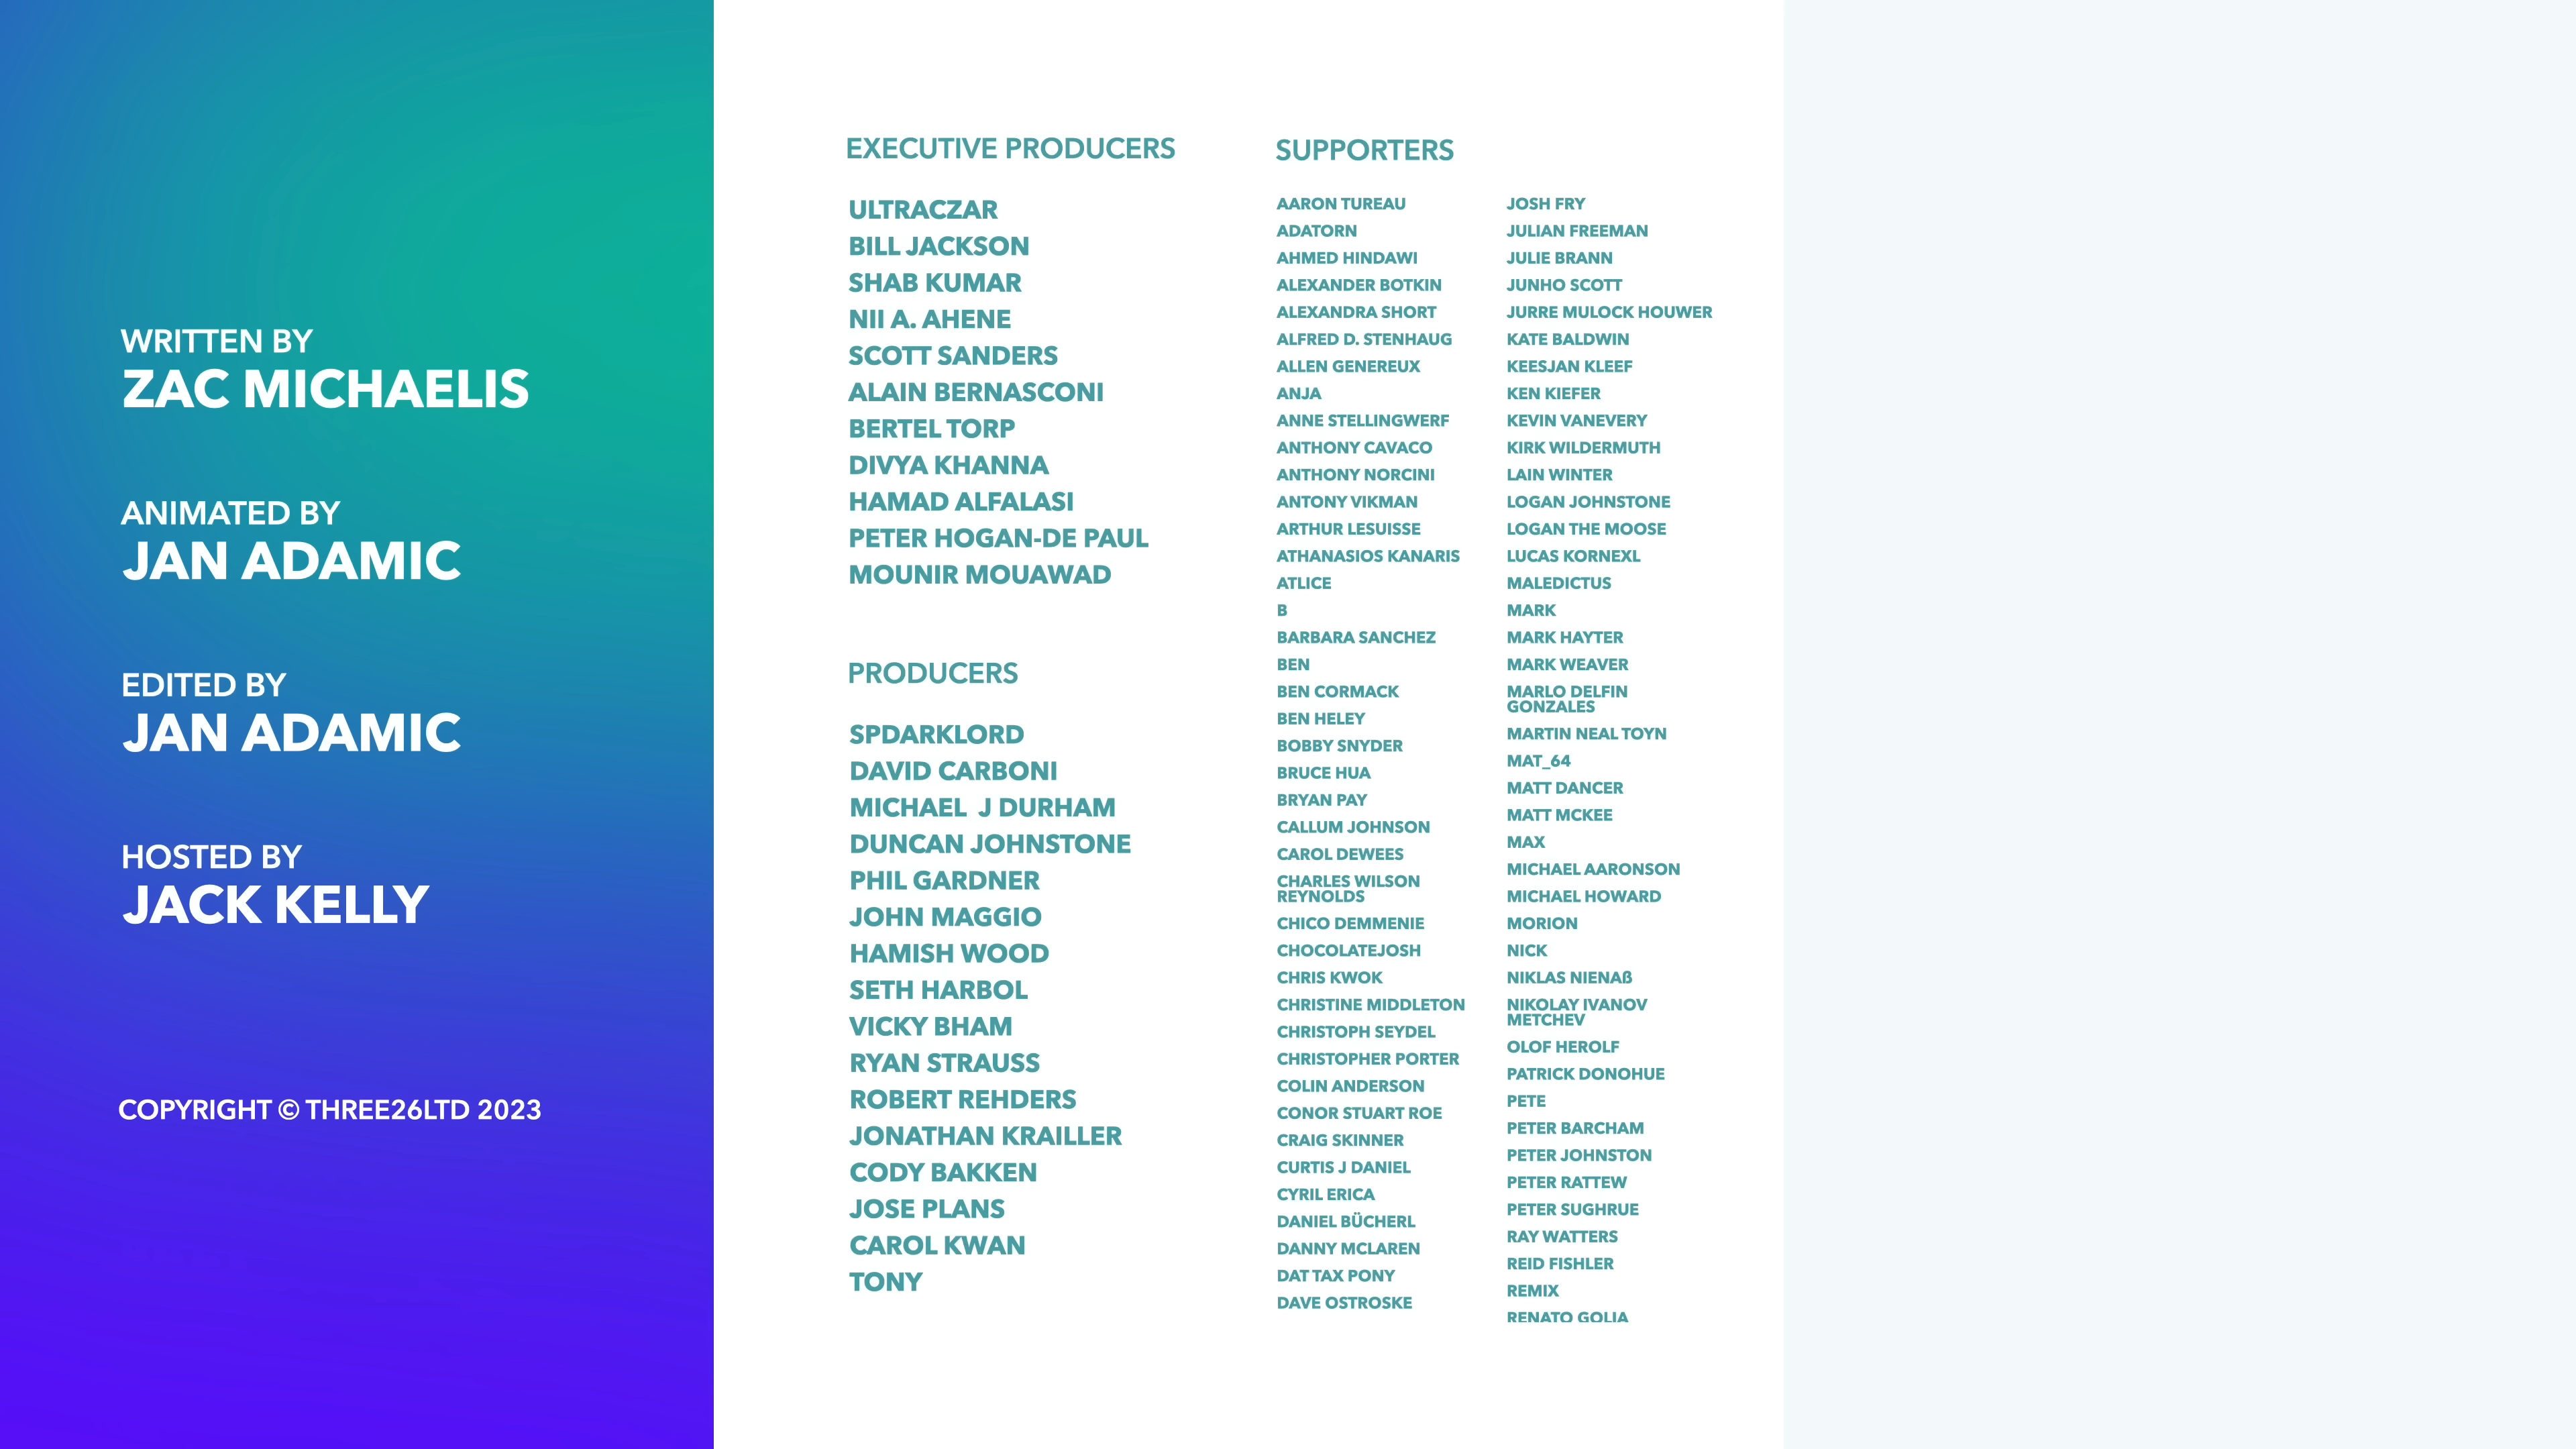 WRITTEN BY
ZAC MICHAELIS
ANIMATED BY
JAN ADAMIC
EDITED BY
JAN ADAMIC
HOSTED BY
JACK KELLY
COPYRIGHT © THREE26LTD 2023
EXECUTIVE PRODUCERS
ULTRACZAR
BILL JACKSON
SHAB KUMAR
NII A. AHENE
SCOTT SANDERS
ALAIN BERNASCONI
BERTEL TORP
DIVYA KHANNA
HAMAD ALFALASI
PETER HOGAN-DE PAUL
MOUNIR MOUAWAD
PRODUCERS
SPDARKLORD
DAVID CARBONI
MICHAEL  J DURHAM
DUNCAN JOHNSTONE
PHIL GARDNER
JOHN MAGGIO
HAMISH WOOD
SETH HARBOL
VICKY BHAM
RYAN STRAUSS
ROBERT REHDERS
JONATHAN KRAILLER
CODY BAKKEN
JOSE PLANS
CAROL KWAN
TONY
SUPPORTERS
AARON TUREAU
ADATORN
AHMED HINDAWI
ALEXANDER BOTKIN
ALEXANDRA SHORT
ALFRED D. STENHAUG
ALLEN GENEREUX
ANJA
ANNE STELLINGWERF
ANTHONY CAVACO
ANTHONY NORCINI
ANTONY VIKMAN
ARTHUR LESUISSE
ATHANASIOS KANARIS
ATLICE
B
BARBARA SANCHEZ
BEN
BEN CORMACK
BEN HELEY
BOBBY SNYDER
BRUCE HUA
BRYAN PAY
CALLUM JOHNSON
CAROL DEWEES
CHARLES WILSON
REYNOLDS
CHICO DEMMENIE
CHOCOLATEJOSH
CHRIS KWOK
CHRISTINE MIDDLETON
CHRISTOPH SEYDEL
CHRISTOPHER PORTER
COLIN ANDERSON
CONOR STUART ROE
CRAIG SKINNER
CURTIS J DANIEL
CYRIL ERICA
DANIEL BÜCHERL
DANNY MCLAREN
DAT TAX PONY
DAVE OSTROSKE
JOSH FRY
JULIAN FREEMAN
JULIE BRANN
JUNHO SCOTT
JURRE MULOCK HOUWER
KATE BALDWIN
KEESJAN KLEEF
KEN KIEFER
KEVIN VANEVERY
KIRK WILDERMUTH
LAIN WINTER
LOGAN JOHNSTONE
LOGAN THE MOOSE
LUCAS KORNEXL
MALEDICTUS
MARK
MARK HAYTER
MARK WEAVER
MARLO DELFIN
GONZALES
MARTIN NEAL TOYN
MAT_64
MATT DANCER
MATT MCKEE
MAX
MICHAEL AARONSON
MICHAEL HOWARD
MORION
NICK
NIKLAS NIENAß
NIKOLAY IVANOV
METCHEV
OLOF HEROLF
PATRICK DONOHUE
PETE
PETER BARCHAM
PETER JOHNSTON
PETER RATTEW
PETER SUGHRUE
RAY WATTERS
REID FISHLER
REMIX
RENATO GOLIA